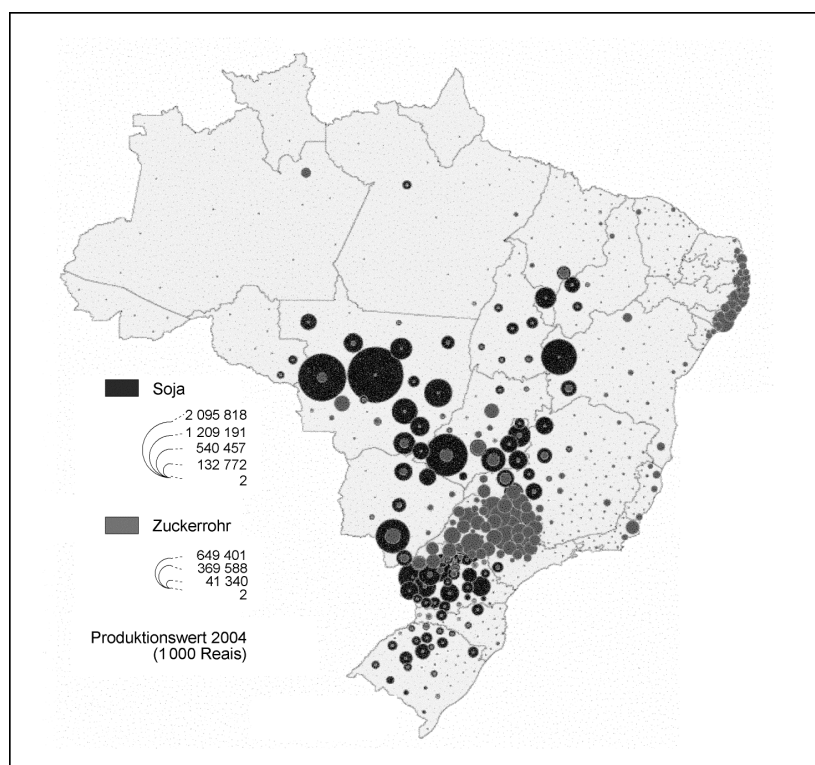 Soja
2 095 818
1 209 191
540 457
132 772
2
Zuckerrohr
649 401
369 588
41 340
2
Produktionswert 2004
(1000 Reais)